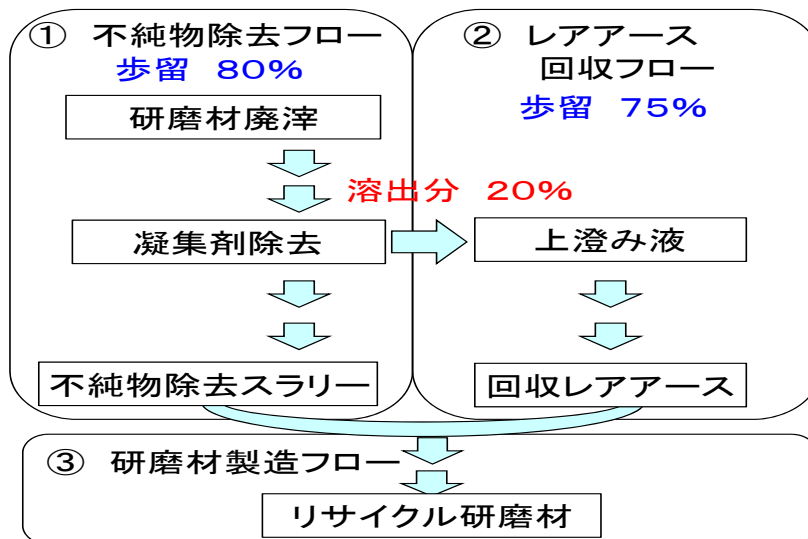 ① 不純物除去フロー
歩留 80%
研磨材廃滓
溶出分 20%
凝集剤除去
不純物除去スラリー
② レアアース
回収フロー
歩留 75%
上澄み液
回収レアアース
③ 研磨材製造フロー
リサイクル研磨材